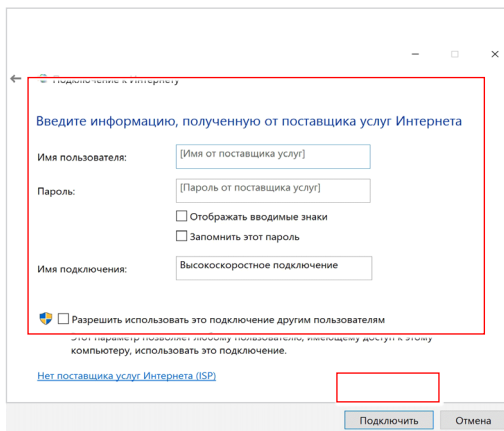 Подключение к Интернету
Введите информацию, полученную от поставщика услуг Интернета
Имя пользователя:
[Имя от поставщика услуг]
Пароль:
[Пароль от поставщика услуг]
Отображать вводимые знаки
Запомнить этот пароль
Имя подключения:
Высокоскоростное подключение
Разрешить использовать это подключение другим пользователям
Этот параметр позволяет любому пользователю, имеющему доступ к этому
компьютеру, использовать это подключение.
Нет поставщика услуг Интернета (ISP)
Подключить
Отмена